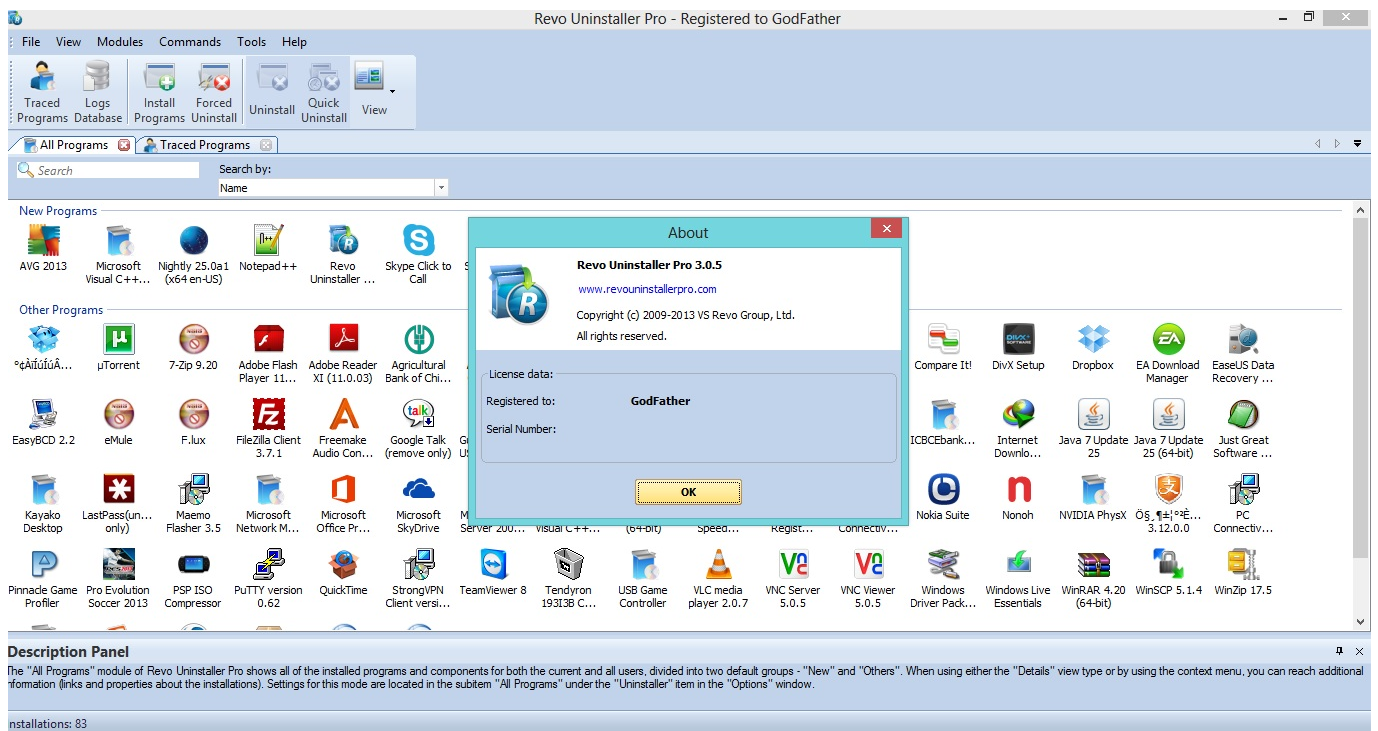 Revo Uninstaller Pro - Registered to GodFather
File View Modules Commands Tools Help
Traced Programs
Logs Database
Install Programs
Forced Uninstall
Uninstall
Quick Uninstall
View
All Programs
Traced Programs
Search
Search by:
Name
New Programs
AVG 2013
Microsoft Visual C++...
Nightly 25.0a1 (x64 en-US)
Notepad++
Revo Uninstaller ...
Skype Click to Call
Other Programs
µTorrent
7-Zip 9.20
Adobe Flash Player 11...
Adobe Reader XI (11.0.03)
Agricultural Bank of Chi...
Compare It!
DivX Setup
Dropbox
EA Download Manager
EaseUS Data Recovery ...
EasyBCD 2.2
eMule
F.lux
FileZilla Client 3.7.1
Freemake Audio Con...
Google Talk (remove only)
ICBCEbank...
Internet Downlo...
Java 7 Update 25
Java 7 Update 25 (64-bit)
Just Great Software ...
Kayako Desktop
LastPass(un... only)
Maemo Flasher 3.5
Microsoft Network M...
Microsoft Office Pr...
Microsoft SkyDrive
Server 200...
Visual C++...
(64-bit)
Speed...
Regist...
Connectiv...
Nokia Suite
Nonoh
NVIDIA PhysX
3.12.0.0
PC Connectiv...
Pinnacle Game Profiler
Pro Evolution Soccer 2013
PSP ISO Compressor
PuTTY version 0.62
QuickTime
StrongVPN Client versi...
TeamViewer 8
Tendyron 193I3B C...
USB Game Controller
VLC media player 2.0.7
VNC Server 5.0.5
VNC Viewer 5.0.5
Windows Driver Pack...
Windows Live Essentials
WinRAR 4.20 (64-bit)
WinSCP 5.1.4
WinZip 17.5
About
Revo Uninstaller Pro 3.0.5
www.revouninstallerpro.com
Copyright (c) 2009-2013 VS Revo Group, Ltd.
All rights reserved.
License data:
Registered to: GodFather
Serial Number:
OK
Description Panel
The "All Programs" module of Revo Uninstaller Pro shows all of the installed programs and components for both the current and all users, divided into two default groups - "New" and "Others". When using either the "Details" view type or by using the context menu, you can reach additional
nformation (links and properties about the installations). Settings for this mode are located in the subitem "All Programs" under the "Uninstaller" item in the "Options" window.
nstallations: 83